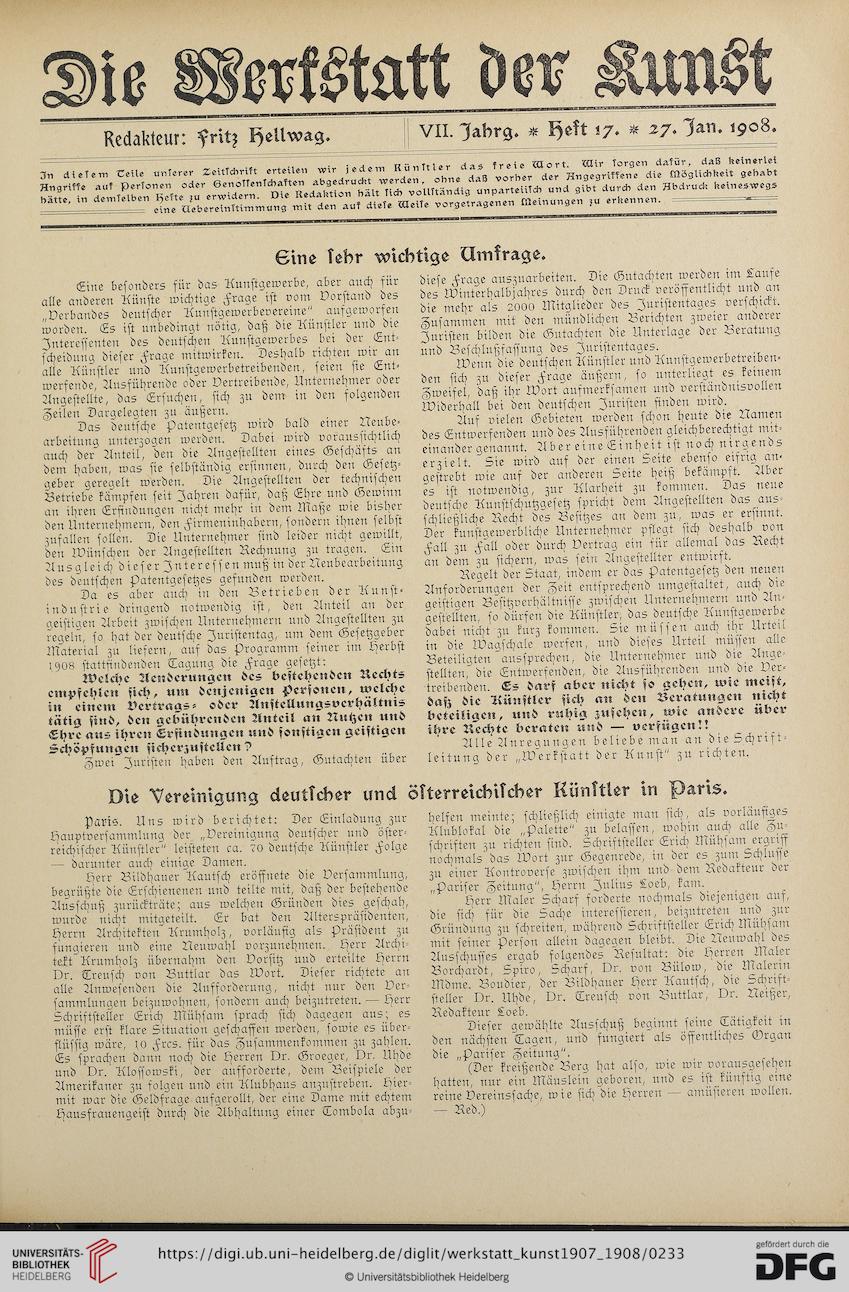 Die Werkstatt der Kunst
Redakteur: Fritz Hellwag.
VII. Jahrg. * Heft 17. * 27. Jan. 1908.
In diesem Teile unserer Zeitschrift erteilen wir jedem Künstler das freie Wort. Wir sorgen dafür, daß keinerlei
Angriffe auf Personen oder Genossenschaften abgedruckt werden, ohne daß vorher der Angegriffene die Möglichkeit gehabt
hätte, in demselben Hefte zu erwidern. Die Redaktion hält sich vollständig unparteiisch und gibt durch den Abdruck keineswegs
eine Uebereinstimmung mit den auf diese Weise vorgetragenen Meinungen zu erkennen.
Eine sehr wichtige Umfrage.
Eine besonders für das Kunstgewerbe, aber auch für
alle anderen Künste wichtige Frage ist vom Vorstand des
„Verbandes deutscher Kunstgewerbevereine“ aufgeworfen
worden. Es ist unbedingt nötig, daß die Künstler und die
Interessenten des deutschen Kunstgewerbes bei der Ent-
scheidung dieser Frage mitwirken. Deshalb richten wir an
alle Künstler und Kunstgewerbetreibenden, seien sie Ent-
werfende, Ausführende oder Vertreibende, Unternehmer oder
Angestellte, das Ersuchen, sich zu dem in den folgenden
Zeilen Dargelegten zu äußern.
Das deutsche Patentgesetz wird bald einer Neube-
arbeitung unterzogen werden. Dabei wird voraussichtlich
auch der Anteil, den die Angestellten eines Geschäfts an
dem haben, was sie selbständig ersinnen, durch den Gesetz-
geber geregelt werden. Die Angestellten der technischen
Betriebe kämpfen seit Jahren dafür, daß Ehre und Gewinn
an ihren Erfindungen nicht mehr in dem Maße wie bisher
den Unternehmern, den Firmeninhabern, sondern ihnen selbst
zufallen sollen. Die Unternehmer sind leider nicht gewillt,
den Wünschen der Angestellten Rechnung zu tragen. Ein
Ausgleich dieser Interessen muß in der Neubearbeitung
des deutschen Patentgesetzes gefunden werden.
Da es aber auch in den Betrieben der Kunst-
industrie dringend notwendig ist, den Anteil an der
geistigen Arbeit zwischen Unternehmern und Angestellten zu
regeln, so hat der deutsche Juristentag, um dem Gesetzgeber
Material zu liefern, auf das Programm seiner im Herbst
1908 stattfindenden Tagung die Frage gesetzt:
Welche Aenderungen des bestehenden Rechts
empfehlen sich, um denjenigen Personen, welche
in einem Vertrags- oder Anstellungsverhältnis
tätig sind, den gebührenden Anteil an Nutzen und
Ehre aus ihren Erfindungen und sonstigen geistigen
Schöpfungen sicherzustellen?
Zwei Juristen haben den Auftrag, Gutachten über
diese Frage auszuarbeiten. Die Gutachten werden im Laufe
des Winterhalbjahres durch den Druck veröffentlicht und an
die mehr als 2000 Mitglieder des Juristentages verschickt.
Zusammen mit den mündlichen Berichten zweier anderer
Juristen bilden die Gutachten die Unterlage der Beratung
und Beschlußfassung des Juristentages.
Wenn die deutschen Künstler und Kunstgewerbetreiben-
den sich zu dieser Frage äußern, so unterliegt es keinem
Zweifel, daß ihr Wort aufmerksamen und verständnisvollen
Widerhall bei den deutschen Juristen finden wird.
Auf vielen Gebieten werden schon heute die Namen
des Entwerfenden und des Ausführenden gleichberechtigt mit-
einander genannt. Aber eine Einheit ist noch nirgends
erzielt. Sie wird auf der einen Seite ebenso eifrig an-
gestrebt wie auf der anderen Seite heiß bekämpft. Aber
es ist notwendig, zur Klarheit zu kommen. Das neue
deutsche Kunstschutzgesetz spricht dem Angestellten das aus-
schließliche Recht des Besitzes an dem zu, was er ersinnt.
Der kunstgewerbliche Unternehmer pflegt sich deshalb von
Fall zu Fall oder durch Vertrag ein für allemal das Recht
an dem zu sichern, was sein Angestellter entwirft.
Regelt der Staat, indem er das Patentgesetz den neuen
Anforderungen der Zeit entsprechend umgestaltet, auch die
geistigen Besitzverhältnisse zwischen Unternehmern und An-
gestellten, so dürfen die Künstler, das deutsche Kunstgewerbe
dabei nicht zu kurz kommen. Sie müssen auch ihr Urteil
in die Wagschale werfen, und dieses Urteil müssen alle
Beteiligten aussprechen, die Unternehmer und die Ange-
stellten, die Entwerfenden, die Ausführenden und die Ver-
treibenden. Es darf aber nicht so gehen, wie meist,
daß die Künstler sich an den Beratungen nicht
beteiligen, und ruhig zusehen, wie andere über
ihre Rechte beraten und — verfügen!!
Alle Anregungen beliebe man an die Schrift-
leitung der „Werkstatt der Kunst“ zu richten.
Die Vereinigung deutscher und österreichischer Künstler in Paris.
Paris. Uns wird berichtet: Der Einladung zur
Hauptversammlung der „Vereinigung deutscher und öster-
reichischer Künstler“ leisteten ca. 70 deutsche Künstler Folge
— darunter auch einige Damen.
Herr Bildhauer Kautsch eröffnete die Versammlung,
begrüßte die Erschienenen und teilte mit, daß der bestehende
Ausschuß zurückträte; aus welchen Gründen dies geschah,
wurde nicht mitgeteilt. Er bat den Alterspräsidenten,
Herrn Architekten Krumholz, vorläufig als Präsident zu
fungieren und eine Neuwahl vorzunehmen. Herr Archi-
tekt Krumholz übernahm den Vorsitz und erteilte Herrn
Dr. Treusch von Buttlar das Wort. Dieser richtete an
alle Anwesenden die Aufforderung, nicht nur den Ver-
sammlungen beizuwohnen, sondern auch beizutreten. — Herr
Schriftsteller Erich Mühsam sprach sich dagegen aus; es
müsse erst klare Situation geschaffen werden, sowie es über-
flüssig wäre, 10 Frcs. für das Zusammenkommen zu zahlen.
Es sprachen dann noch die Herren Dr. Groeger, Dr. Uhde
und Dr. Klossowski, der aufforderte, dem Beispiele der
Amerikaner zu folgen und ein Klubhaus anzustreben. Hier-
mit war die Geldfrage aufgerollt, der eine Dame mit echtem
Hausfrauengeist durch die Abhaltung einer Tombola abzu-
helfen meinte; schließlich einigte man sich, als vorläufiges
Klublokal die „Palette“ zu belassen, wohin auch alle Zu-
schriften zu richten sind. Schriftsteller Erich Mühsam ergriff
nochmals das Wort zur Gegenrede, in der es zum Schlusse
zu einer Kontroverse zwischen ihm und dem Redakteur der
„Pariser Zeitung“, Herrn Julius Loeb, kam.
Herr Maler Scharf forderte nochmals diejenigen auf,
die sich für die Sache interessieren, beizutreten und zur
Gründung zu schreiten, während Schriftsteller Erich Mühsam
mit seiner Person allein dagegen bleibt. Die Neuwahl des
Ausschusses ergab folgendes Resultat: die Herren Maler
Borchardt, Spiro, Scharf, Dr. von Bülow, die Malerin
Mdme. Boudier, der Bildhauer Herr Kautsch, die Schrift-
steller Dr. Uhde, Dr. Treusch von Buttlar, Dr. Neißer,
Redakteur Loeb.
Dieser gewählte Ausschuß beginnt seine Tätigkeit in
den nächsten Tagen, und fungiert als öffentliches Organ
die „Pariser Zeitung“.
(Der kreißende Berg hat also, wie wir vorausgesehen
hatten, nur ein Mäuslein geboren, und es ist künftig eine
reine Vereinssache, wie sich die Herren — amüsieren wollen.
— Red.)
UNIVERSITÄTS-
BIBLIOTHEK
HEIDELBERG
https://digi.ub.uni-heidelberg.de/diglit/werkstatt_kunst1907_1908/0233
© Universitätsbibliothek Heidelberg
gefördert durch die
DFG